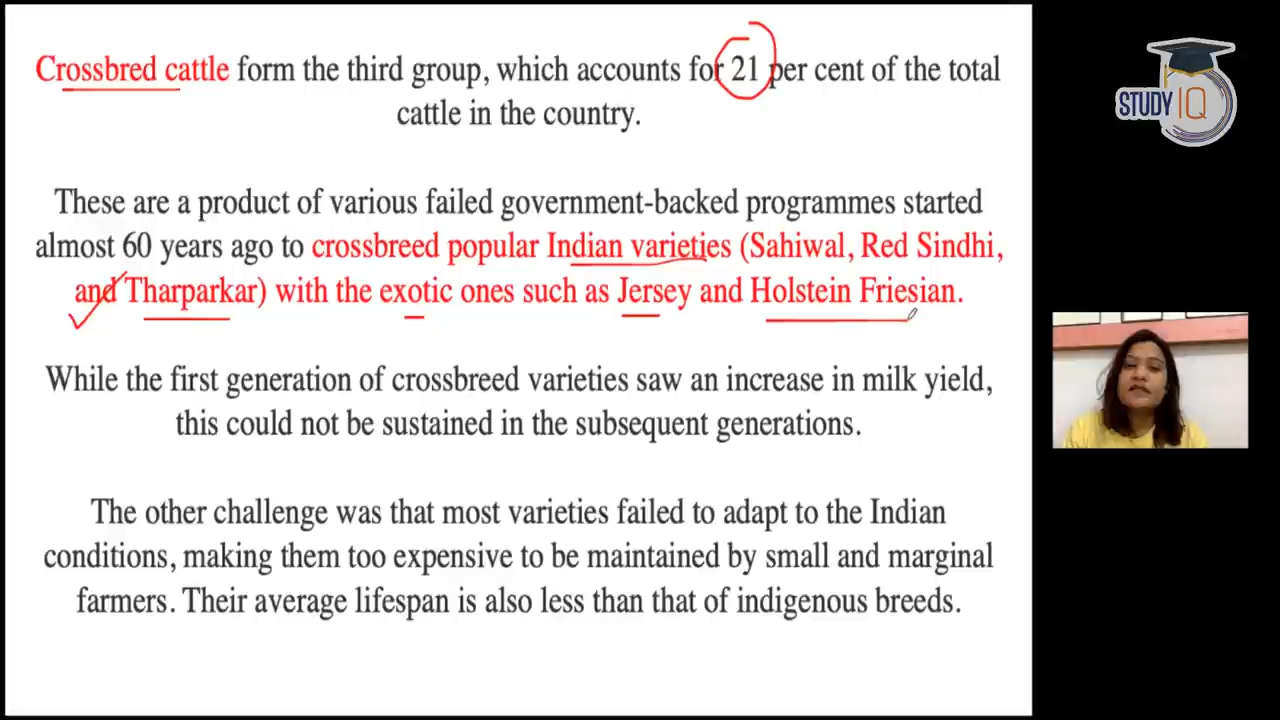 Crossbred cattle form the third group, which accounts for 21 per cent of the total
cattle in the country.
These are a product of various failed government-backed programmes started
almost 60 years ago to crossbreed popular Indian varieties (Sahiwal, Red Sindhi,
and Tharparkar) with the exotic ones such as Jersey and Holstein Friesian.
While the first generation of crossbreed varieties saw an increase in milk yield,
this could not be sustained in the subsequent generations.
The other challenge was that most varieties failed to adapt to the Indian
conditions, making them too expensive to be maintained by small and marginal
farmers. Their average lifespan is also less than that of indigenous breeds.
STUDY IQ